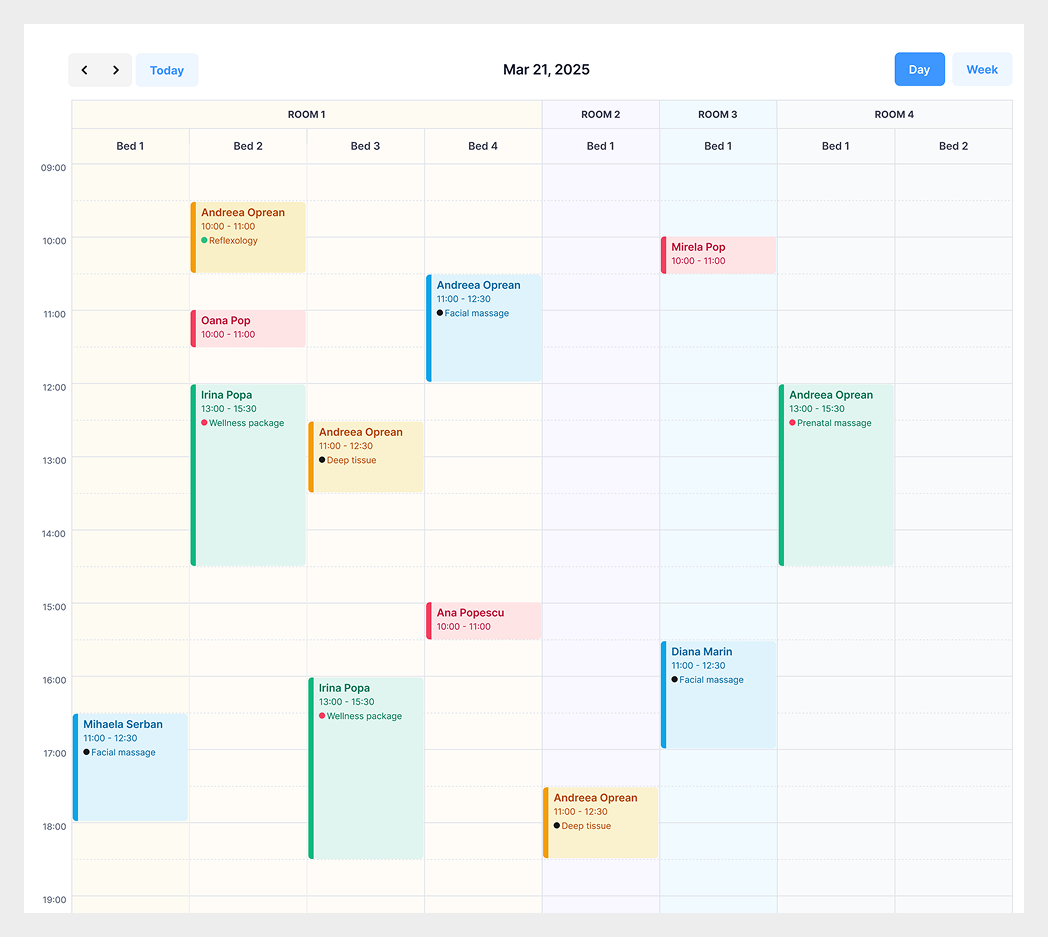 Today
Mar 21, 2025
Day
Week
ROOM 1
ROOM 2
ROOM 3
ROOM 4
Bed 1
Bed 2
Bed 3
Bed 4
Bed 1
Bed 1
Bed 1
Bed 2
09:00
Andreea Oprean
10:00 - 11:00
Reflexology
10:00
Mirela Pop
10:00 - 11:00
Andreea Oprean
11:00 - 12:30
Facial massage
11:00
Oana Pop
10:00 - 11:00
12:00
Irina Popa
13:00 - 15:30
Wellness package
Andreea Oprean
13:00 - 15:30
Prenatal massage
Andreea Oprean
11:00 - 12:30
Deep tissue
13:00
14:00
15:00
Ana Popescu
10:00 - 11:00
Diana Marin
11:00 - 12:30
Facial massage
16:00
Irina Popa
13:00 - 15:30
Wellness package
Mihaela Serban
11:00 - 12:30
Facial massage
17:00
Andreea Oprean
11:00 - 12:30
Deep tissue
18:00
19:00